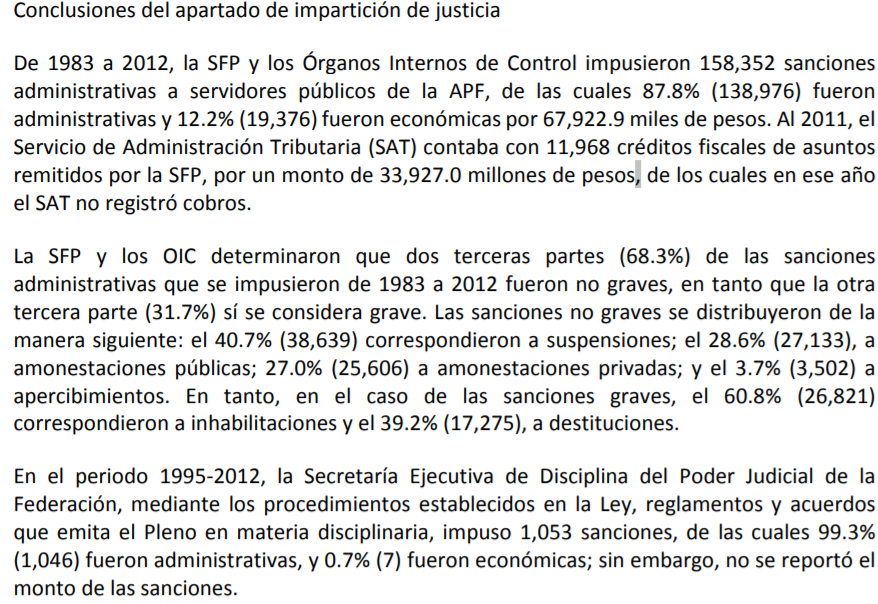 Conclusiones del apartado de impartición de justicia
De 1983 a 2012, la SFP y los Órganos Internos de Control impusieron 158,352 sanciones
administrativas a servidores públicos de la APF, de las cuales 87.8% (138,976) fueron
administrativas y 12.2% (19,376) fueron económicas por 67,922.9 miles de pesos. Al 2011, el
Servicio de Administración Tributaria (SAT) contaba con 11,968 créditos fiscales de asuntos
remitidos por la SFP, por un monto de 33,927.0 millones de pesos, de los cuales en ese año
el SAT no registró cobros.
La SFP y los OIC determinaron que dos terceras partes (68.3%) de las sanciones
administrativas que se impusieron de 1983 a 2012 fueron no graves, en tanto que la otra
tercera parte (31.7%) sí se considera grave. Las sanciones no graves se distribuyeron de la
manera siguiente: el 40.7% (38,639) correspondieron a suspensiones; el 28.6% (27,133), a
amonestaciones públicas; 27.0% (25,606) a amonestaciones privadas; y el 3.7% (3,502) a
apercibimientos. En tanto, en el caso de las sanciones graves, el 60.8% (26,821)
correspondieron a inhabilitaciones y el 39.2% (17,275), a destituciones.
En el periodo 1995-2012, la Secretaría Ejecutiva de Disciplina del Poder Judicial de la
Federación, mediante los procedimientos establecidos en la Ley, reglamentos y acuerdos
que emita el Pleno en materia disciplinaria, impuso 1,053 sanciones, de las cuales 99.3%
(1,046) fueron administrativas, y 0.7% (7) fueron económicas; sin embargo, no se reportó el
monto de las sanciones.